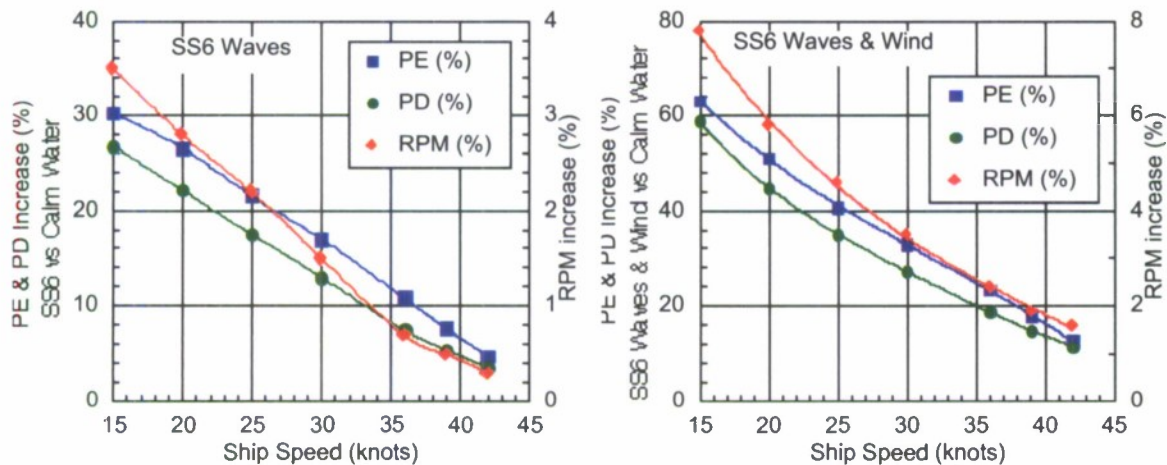 SS6 Waves
PE (%)
PD (%)
RPM (%)
PE & PD Increase (%)
SS6 vs Calm Water
40
30
20
10
0
4
3
2
1
0
RPM increase (%)
15 20 25 30 35 40 45
Ship Speed (knots)
SS6 Waves & Wind
PE (%)
PD (%)
RPM (%)
PE & PD Increase (%)
SS6 Waves & Wind vs Calm Water
80
60
40
20
0
8
6
4
2
0
RPM increase (%)
15 20 25 30 35 40 45
Ship Speed (knots)